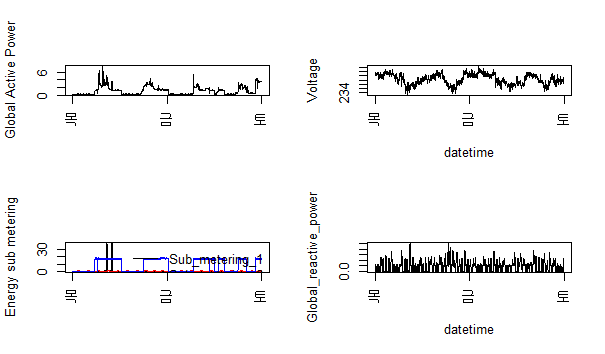 Global Active Power
6
0
Voltage
234
datetime
Energy sub metering
30
0
Sub_metering_1
Global_reactive_power
0.0
datetime